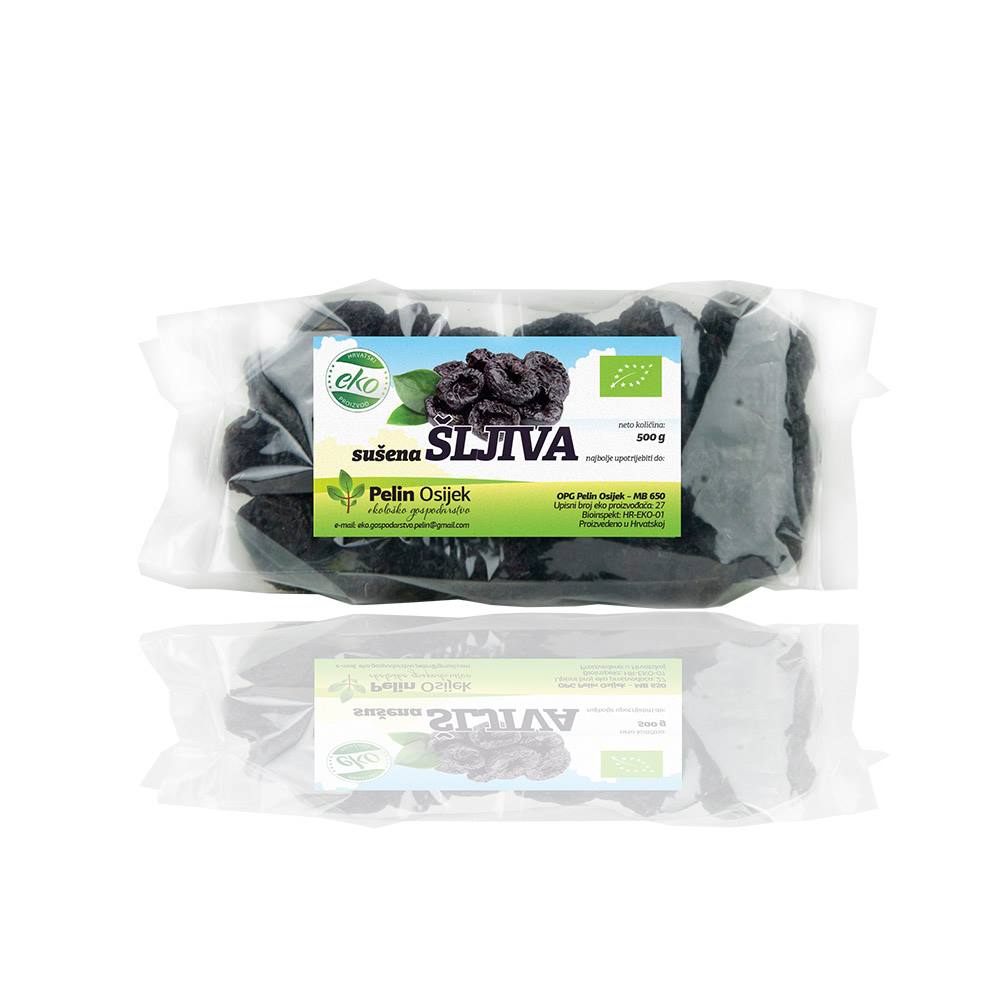 HRVATSKI
eko
PROIZVOD
neto količina:
500 g
sušena ŠLJIVA
najbolje upotrijebiti do:
Pelin Osijek
ekološko gospodarstvo
e-mail: eko.gospodarstvo.pelin@gmail.com
OPG Pelin Osijek – MB 650
Upisni broj eko proizvođača: 27
Bioinspekt: HR-EKO-01
Proizvedeno u Hrvatskoj